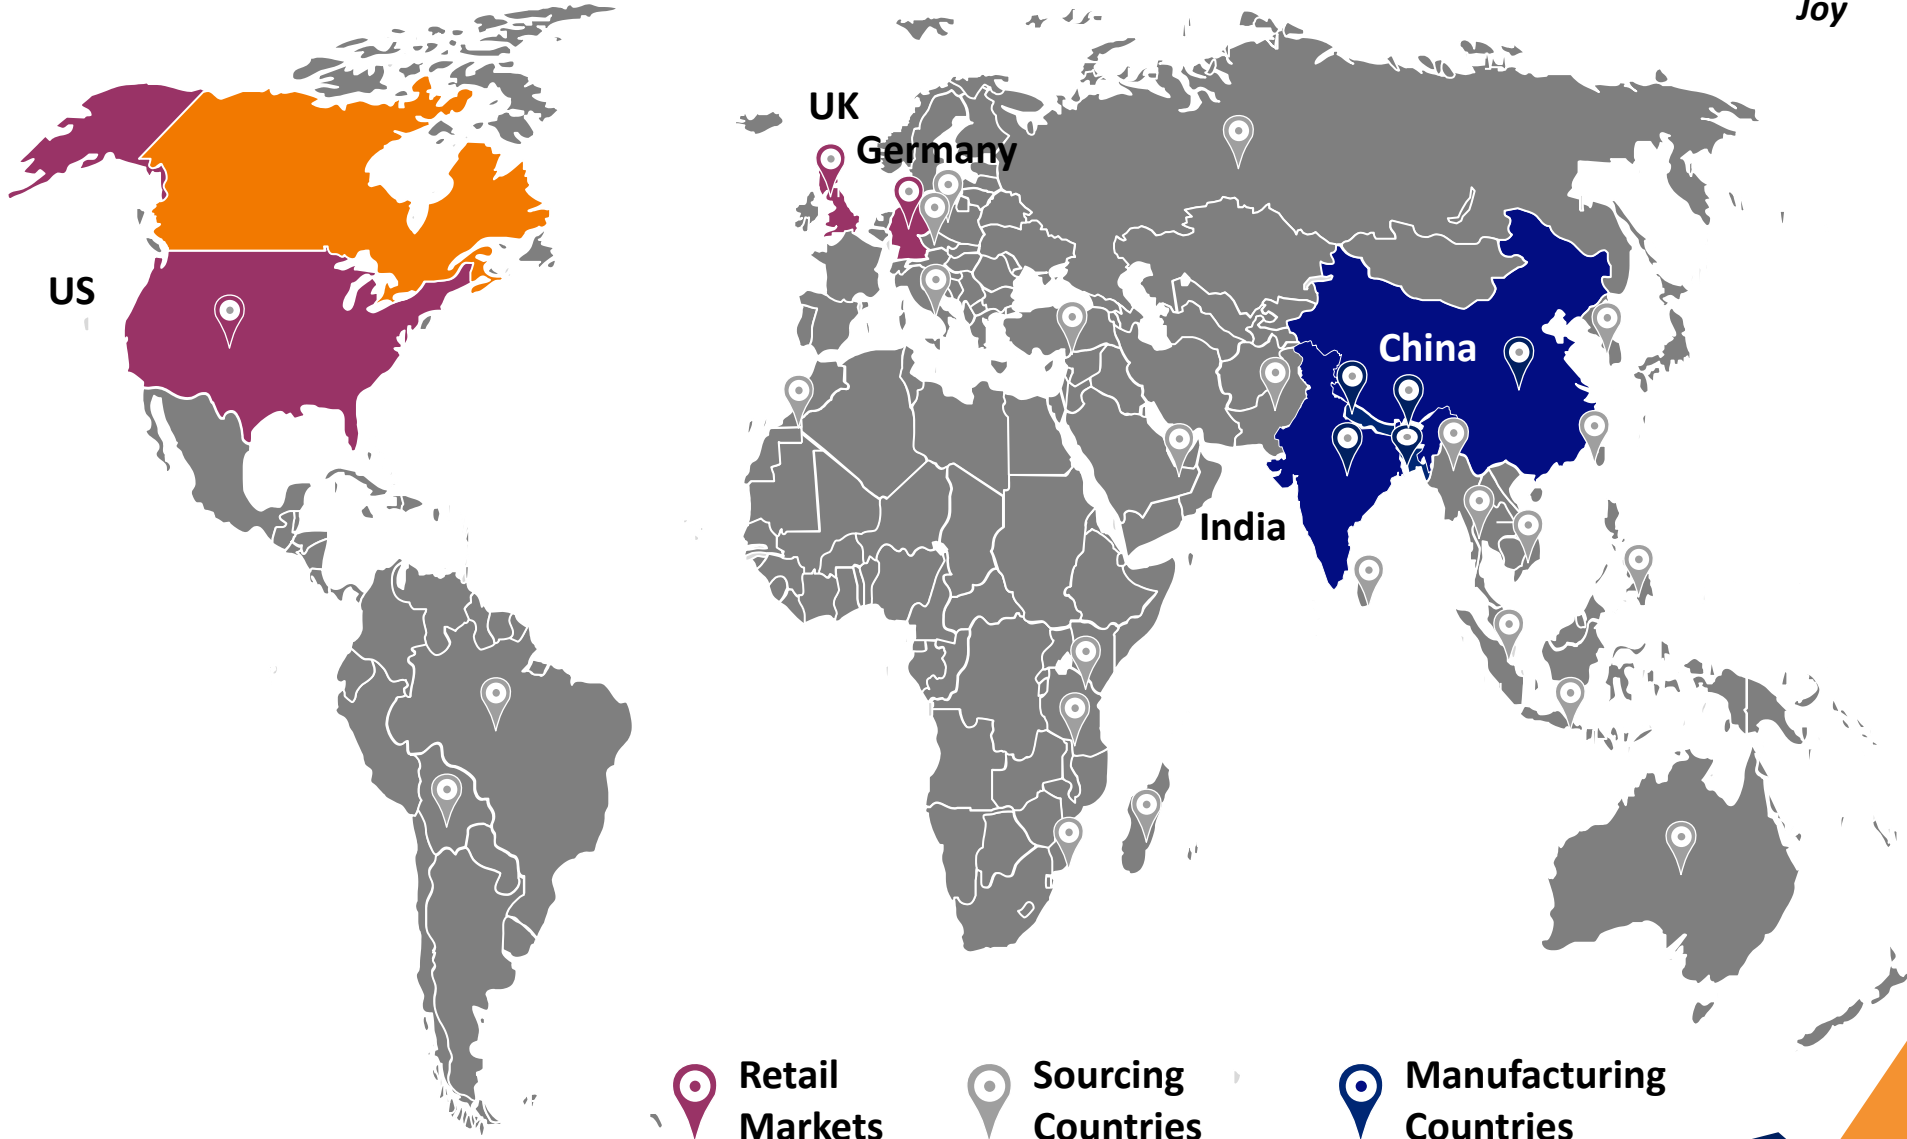 Joy
UK
Germany
US
China
India
Retail
Markets
Sourcing
Countries
Manufacturing
Countries